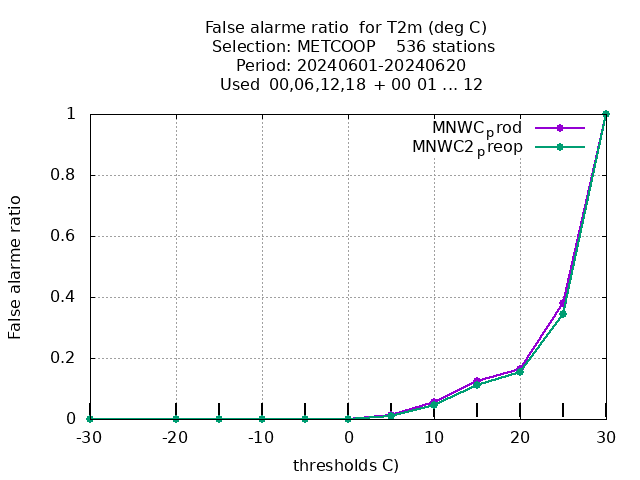 False alarme ratio  for T2m (deg C)
Selection: METCOOP    536 stations
Period: 20240601-20240620
Used  00,06,12,18  + 00 01 ... 12
MNWC_prod
MNWC2_preop
1
0.8
0.6
0.4
0.2
0
False alarme ratio
-30 -20 -10 0 10 20 30
thresholds C)